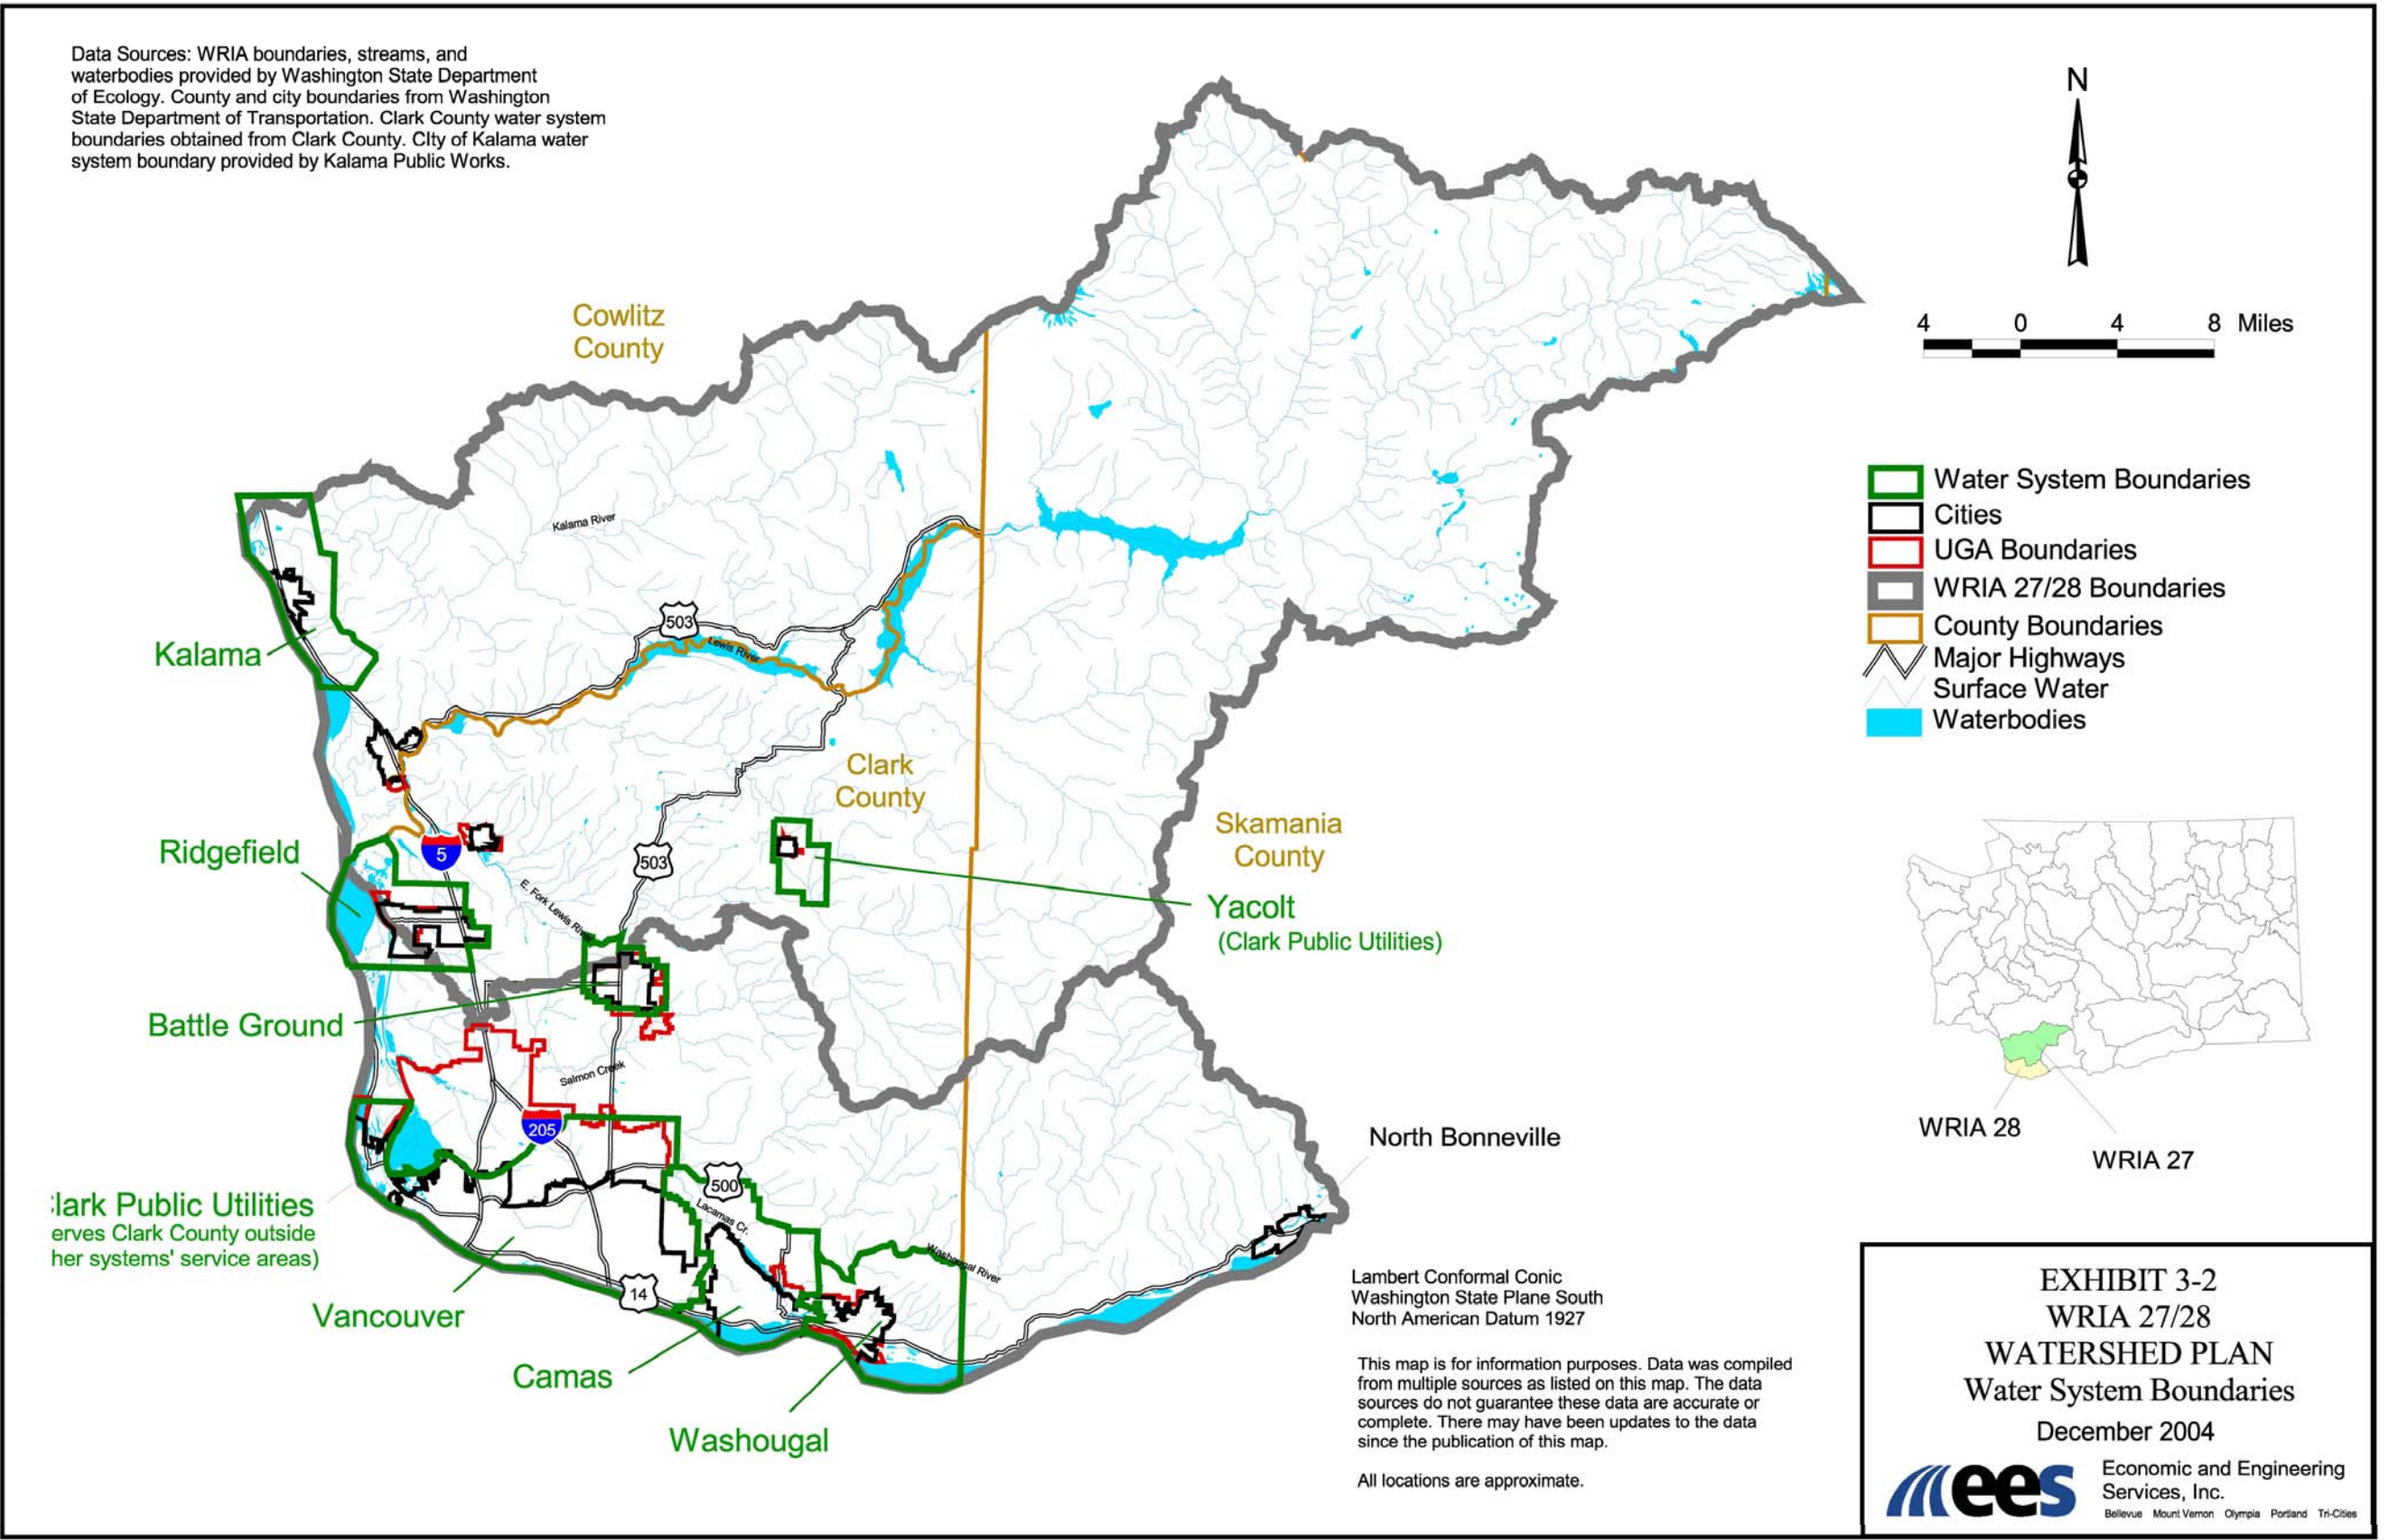 Data Sources: WRIA boundaries, streams, and
waterbodies provided by Washington State Department
of Ecology. County and city boundaries from Washington
State Department of Transportation. Clark County water system
boundaries obtained from Clark County. CIty of Kalama water
system boundary provided by Kalama Public Works.
N
4 0 4 8 Miles
Cowlitz
County
Water System Boundaries
Cities
UGA Boundaries
WRIA 27/28 Boundaries
County Boundaries
Major Highways
Surface Water
Waterbodies
Kalama River
503
Lewis River
Kalama
Clark
County
Skamania
County
Ridgefield
5
503
E. Fork Lewis River
Yacolt
(Clark Public Utilities)
Battle Ground
Salmon Creek
205
North Bonneville
WRIA 28
WRIA 27
500
Lacamas Cr.
lark Public Utilities
erves Clark County outside
her systems' service areas)
Washougal River
14
Vancouver
Camas
Washougal
Lambert Conformal Conic
Washington State Plane South
North American Datum 1927
This map is for information purposes. Data was compiled
from multiple sources as listed on this map. The data
sources do not guarantee these data are accurate or
complete. There may have been updates to the data
since the publication of this map.
All locations are approximate.
EXHIBIT 3-2
WRIA 27/28
WATERSHED PLAN
Water System Boundaries
December 2004
ees
Economic and Engineering
Services, Inc.
Bellevue Mount Vernon Olympia Portland Tri-Cities